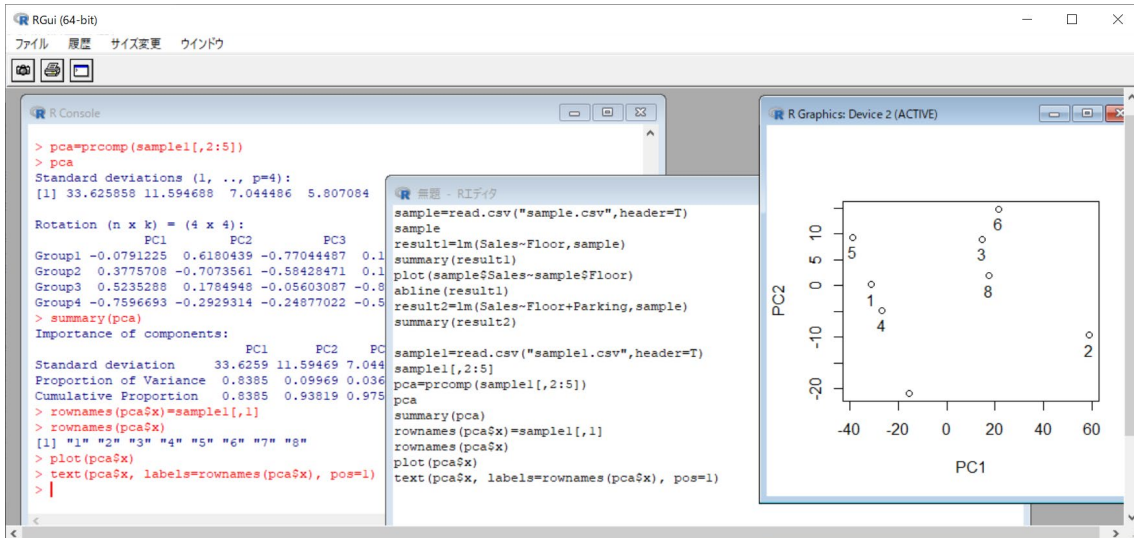 RGui (64-bit)
ファイル 履歴 サイズ変更 ウインドウ
R Console
> pca=prcomp(sample1[,2:5])
> pca
Standard deviations (1, .., p=4):
[1] 33.625858 11.594688 7.044486 5.807084
Rotation (n x k) = (4 x 4):
PC1 PC2 PC3
Group1 -0.0791225 0.6180439 -0.77044487 0.1
Group2 0.3775708 -0.7073561 -0.58428471 0.1
Group3 0.5235288 0.1784948 -0.05603087 -0.8
Group4 -0.7596693 -0.2929314 -0.24877022 -0.5
> summary(pca)
Importance of components:
PC1 PC2 PC
Standard deviation 33.6259 11.59469 7.044
Proportion of Variance 0.8385 0.09969 0.036
Cumulative Proportion 0.8385 0.93819 0.975
> rownames(pca$x)=sample1[,1]
> rownames(pca$x)
[1] "1" "2" "3" "4" "5" "6" "7" "8"
> plot(pca$x)
> text(pca$x, labels=rownames(pca$x), pos=1)
>
無題 - Rエディタ
sample=read.csv("sample.csv",header=T)
sample
result1=lm(Sales~Floor,sample)
summary(result1)
plot(sample$Sales~sample$Floor)
abline(result1)
result2=lm(Sales~Floor+Parking,sample)
summary(result2)
sample1=read.csv("sample1.csv",header=T)
sample1[,2:5]
pca=prcomp(sample1[,2:5])
pca
summary(pca)
rownames(pca$x)=sample1[,1]
rownames(pca$x)
plot(pca$x)
text(pca$x, labels=rownames(pca$x), pos=1)
R Graphics: Device 2 (ACTIVE)
PC2
10
5
0
-10
-20
5
6
3
8
1
4
2
-40 -20 0 20 40 60
PC1